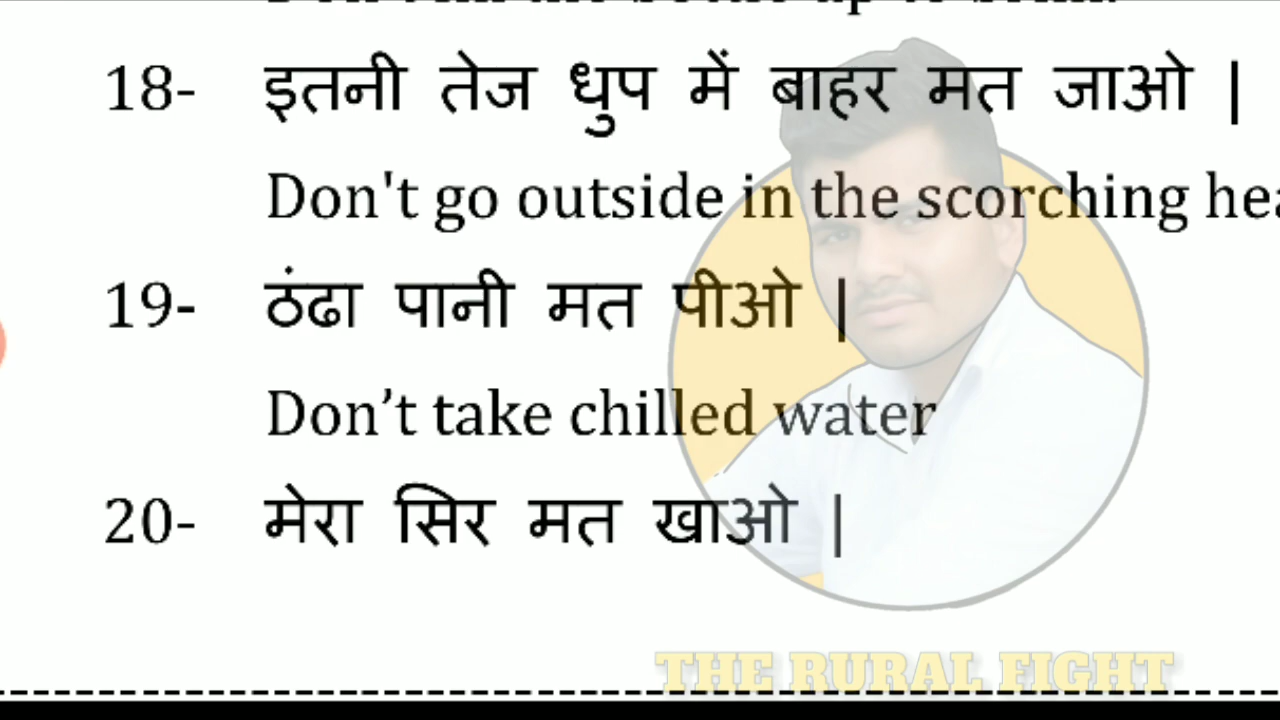 18- इतनी तेज धुप में बाहर मत जाओ |
Don't go outside in the scorching
19- ठंढा पानी मत पीओ |
Don’t take chilled water
20- मेरा सिर मत खाओ |
THE RURAL FIGHT